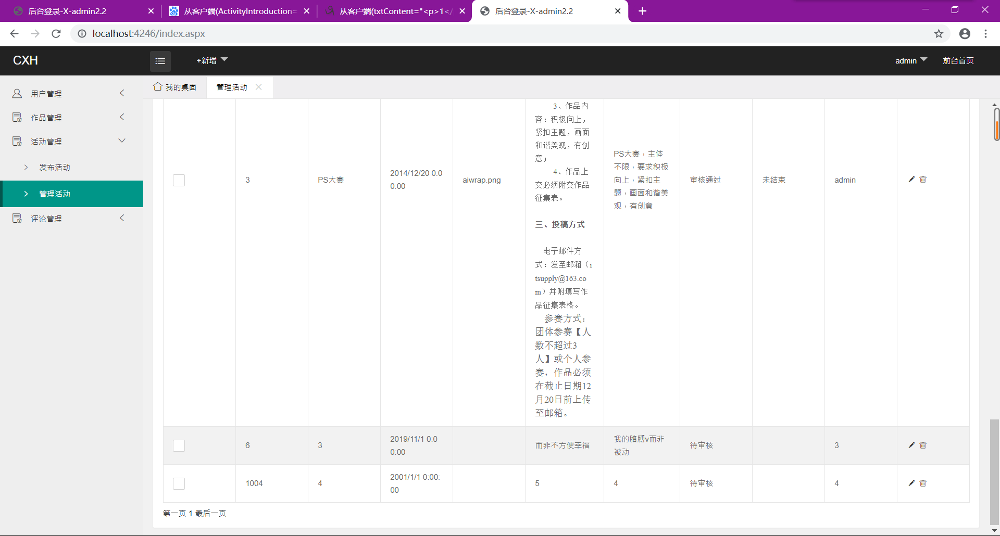 后台登录-X-admin2.2
从客户端(ActivityIntroduction=
从客户端(txtContent="<p>1</
后台登录-X-admin2.2
localhost:4246/index.aspx
CXH
+新增
admin
前台首页
用户管理
作品管理
活动管理
发布活动
管理活动
评论管理
我的桌面
管理活动
3
PS大赛
2014/12/20 0:0
0:00
aiwrap.png
3、作品内
容：积极向上，
紧扣主题，画面
和谐美观，有创
意；
4、作品上
交必须附交作品
征集表。
三、投稿方式
电子邮件方
式：发至邮箱（i
tsupply@163.co
m）并附填写作
品征集表格。
参赛方式：
团体参赛【人
数不超过3
人】或个人参
赛，作品必须
在截止日期12
月20日前上传
至邮箱。
PS大赛，主体
不限，要求积极
向上，紧扣主
题，画面和谐美
观，有创意
审核通过
未结束
admin
6
3
2019/11/1 0:0
0:00
而非不方便幸福
我的胳膊v而非
被动
待审核
3
1004
4
2001/1/1 0:00:
00
5
4
待审核
4
第一页 1 最后一页